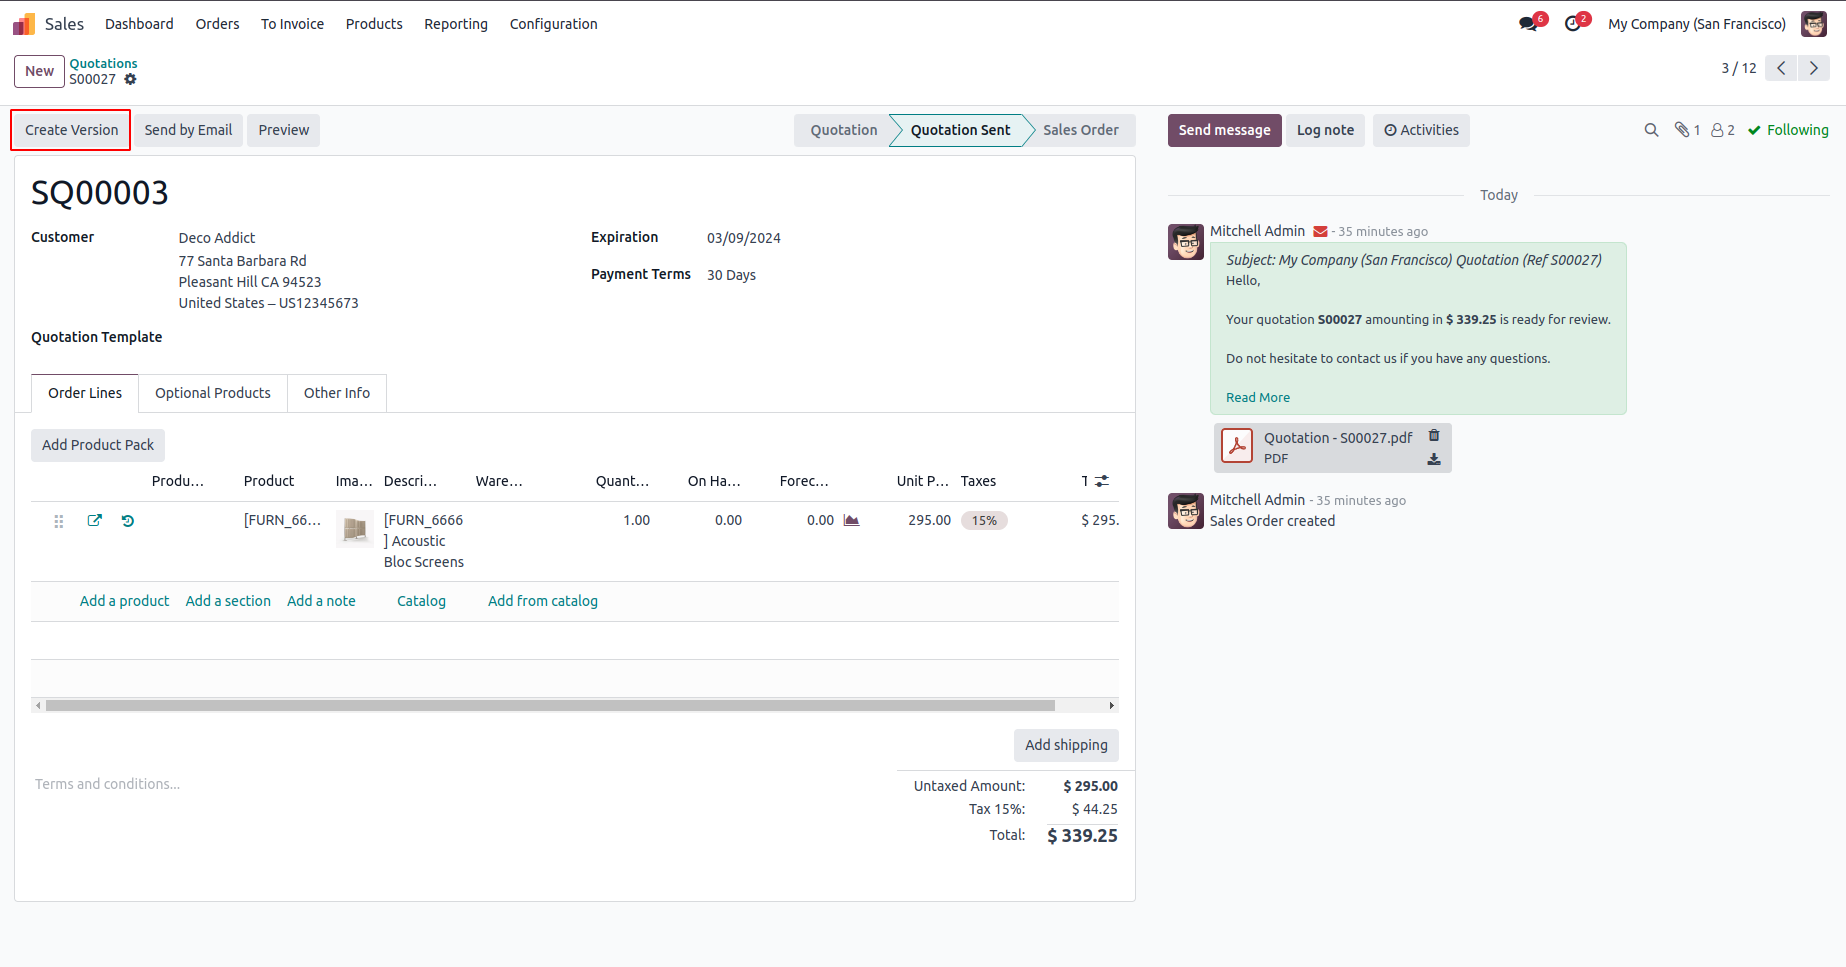 Sales Dashboard Orders To Invoice Products Reporting Configuration 6 2 My Company (San Francisco)
New Quotations
S00027 3 / 12
Create Version Send by Email Preview Quotation Quotation Sent Sales Order Send message Log note Activities 1 2 Following
SQ00003
Customer Deco Addict
77 Santa Barbara Rd
Pleasant Hill CA 94523
United States – US12345673
Expiration 03/09/2024
Payment Terms 30 Days
Quotation Template
Order Lines Optional Products Other Info
Add Product Pack
Produ... Product Ima... Descri... Ware... Quant... On Ha... Forec... Unit P... Taxes T
[FURN_66... [FURN_6666 1.00 0.00 0.00 295.00 15% $ 295.
] Acoustic
Bloc Screens
Add a product Add a section Add a note Catalog Add from catalog
Add shipping
Terms and conditions...
Untaxed Amount: $ 295.00
Tax 15%: $ 44.25
Total: $ 339.25
Today
Mitchell Admin - 35 minutes ago
Subject: My Company (San Francisco) Quotation (Ref S00027)
Hello,
Your quotation S00027 amounting in $ 339.25 is ready for review.
Do not hesitate to contact us if you have any questions.
Read More
Quotation - S00027.pdf
PDF
Mitchell Admin - 35 minutes ago
Sales Order created